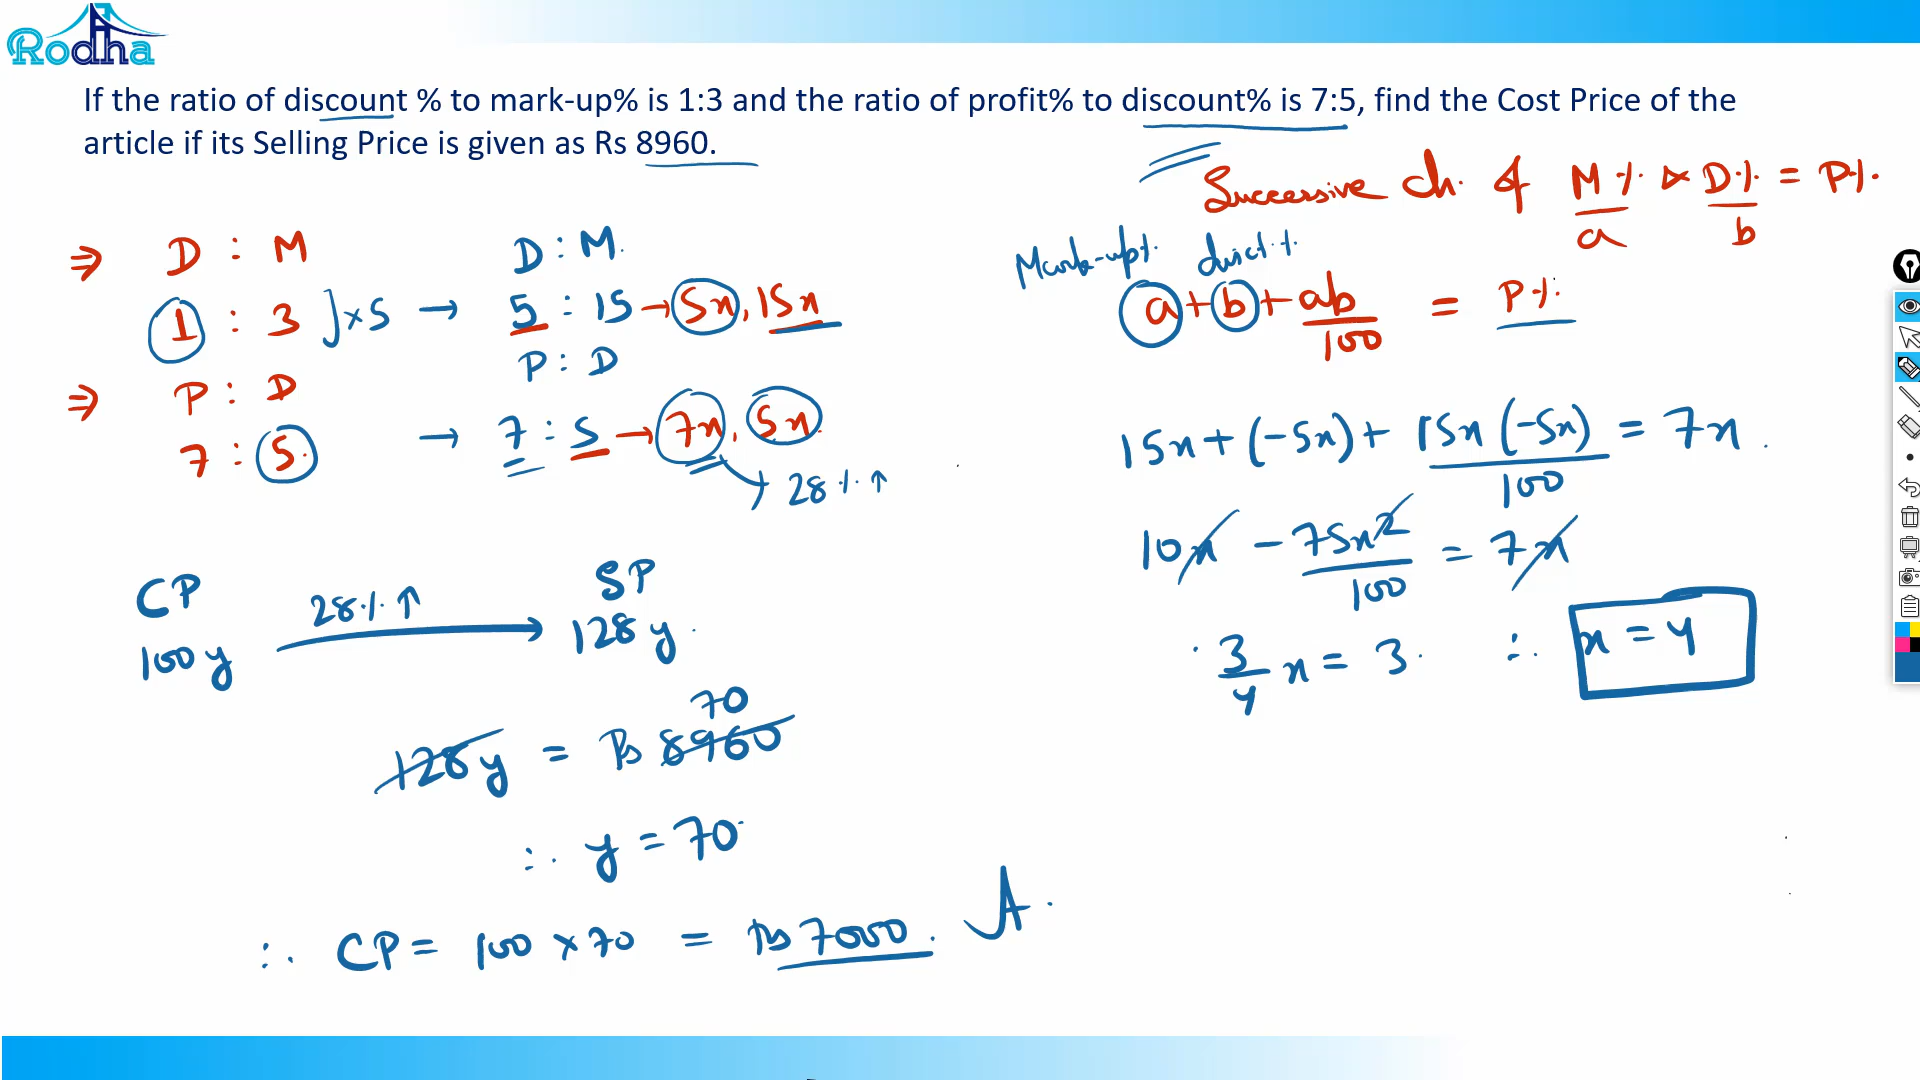 Rodha
If the ratio of discount % to mark-up% is 1:3 and the ratio of profit% to discount% is 7:5, find the Cost Price of the
article if its Selling Price is given as Rs 8960.
Successive ch. of M% & D% = P%.
a b
⇒ D : M
1 : 3 ] × 5 → 5 : 15 → 5x, 15x
D : M.
⇒ P : D
7 : 5. → 7 : 5 → 7x, 5x.
P : D
28% ↑
CP 28% ↑ SP
100y 128y.
128y = Rs 8960
70
∴ y = 70
∴ CP = 100 × 70 = Rs 7000. A.
Mark-up% disct%
a + b + ab/100 = P%
15x + (-5x) + 15x(-5x)/100 = 7x.
10x - 75x²/100 = 7x
3/4 x = 3. ∴ x = 4